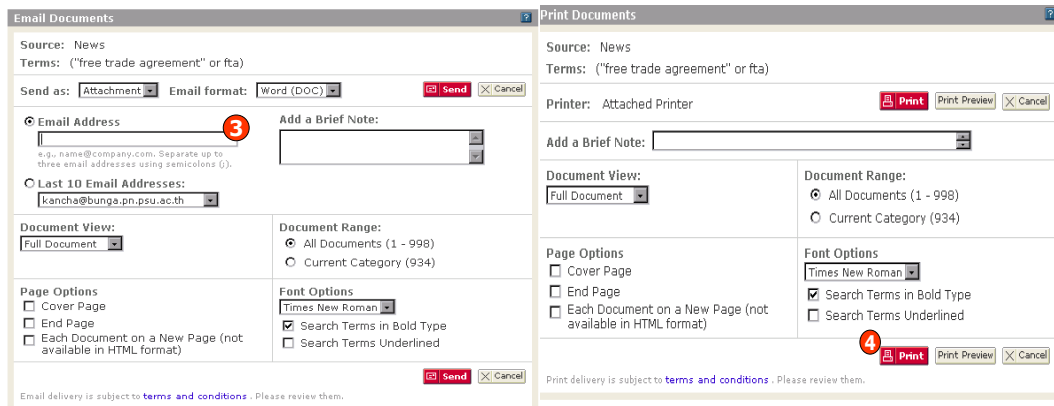 Email Documents ?
Source: News
Terms: ("free trade agreement" or fta)
Send as: Attachment Email format: Word (DOC) Send Cancel
Email Address 3
e.g., name@company.com. Separate up to
three email addresses using semicolons (;).
Add a Brief Note:
Last 10 Email Addresses:
kancha@bunga.pn.psu.ac.th
Document View:
Full Document
Document Range:
All Documents (1 - 998)
Current Category (934)
Page Options
Cover Page
End Page
Each Document on a New Page (not
available in HTML format)
Font Options
Times New Roman
Search Terms in Bold Type
Search Terms Underlined
Send Cancel
Email delivery is subject to terms and conditions . Please review them.
Print Documents ?
Source: News
Terms: ("free trade agreement" or fta)
Printer: Attached Printer Print Print Preview Cancel
Add a Brief Note:
Document View:
Full Document
Document Range:
All Documents (1 - 998)
Current Category (934)
Page Options
Cover Page
End Page
Each Document on a New Page (not
available in HTML format)
Font Options
Times New Roman
Search Terms in Bold Type
Search Terms Underlined
4 Print Print Preview Cancel
Print delivery is subject to terms and conditions . Please review them.